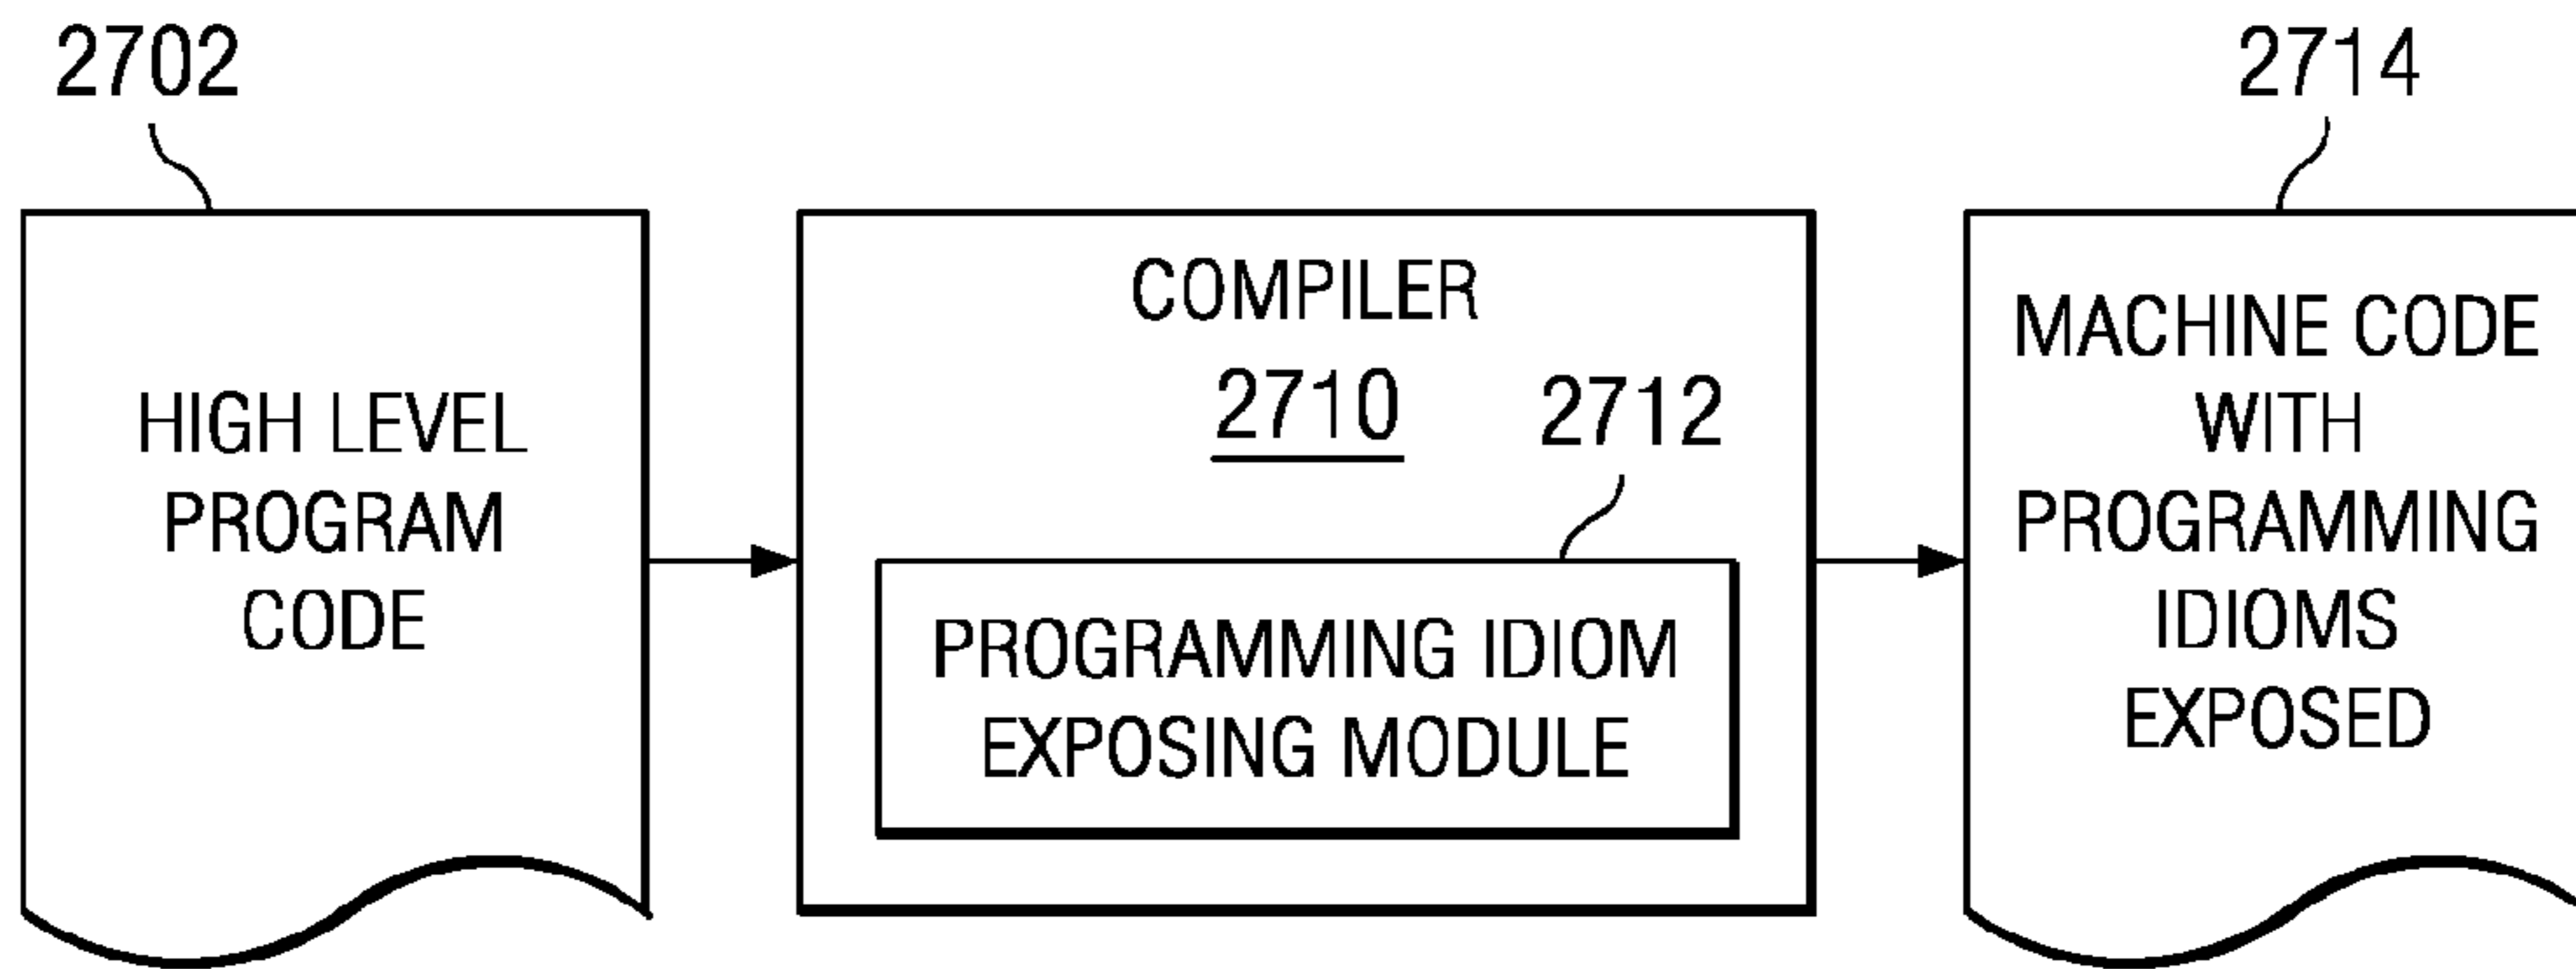 2702
HIGH LEVEL
PROGRAM
CODE
COMPILER
2710
2712
PROGRAMMING IDIOM
EXPOSING MODULE
2714
MACHINE CODE
WITH
PROGRAMMING
IDIOMS
EXPOSED